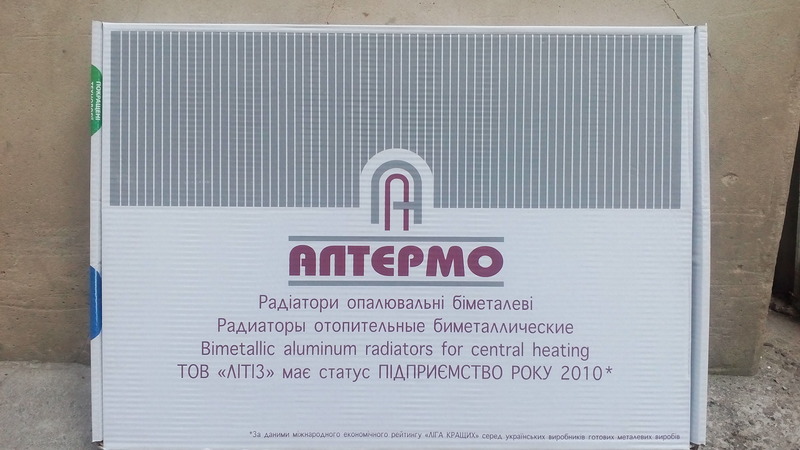 ПОКРАЩЕНІ
АЛТЕРМО
Радіатори опалювальні біметалеві
Радиаторы отопительные биметаллические
Bimetallic aluminum radiators for central heating
ТОВ «ЛІТІЗ» має статус ПІДПРИЄМСТВО РОКУ 2010*
*За даними міжнародного економічного рейтингу «ЛІГА КРАЩИХ» серед українських виробників готових металевих виробів